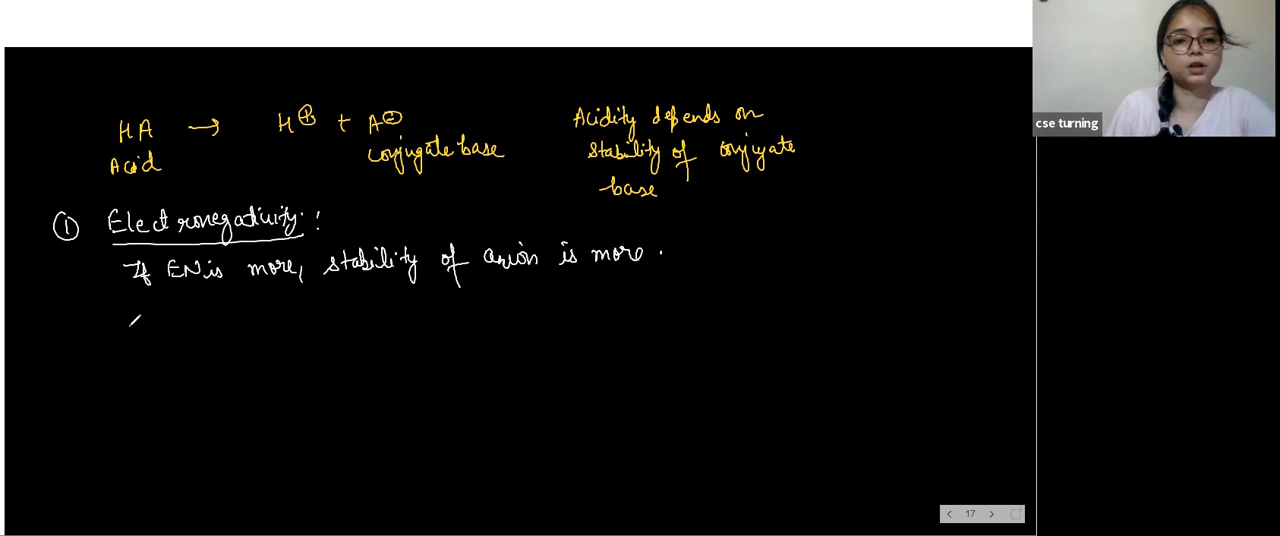 HA → H⊕ + A⊖
Acid
conjugate base
Acidity depends on
stability of conjugate
base
① Electronegativity :
If EN is more, stability of anion is more.
cse turning
< 17 >